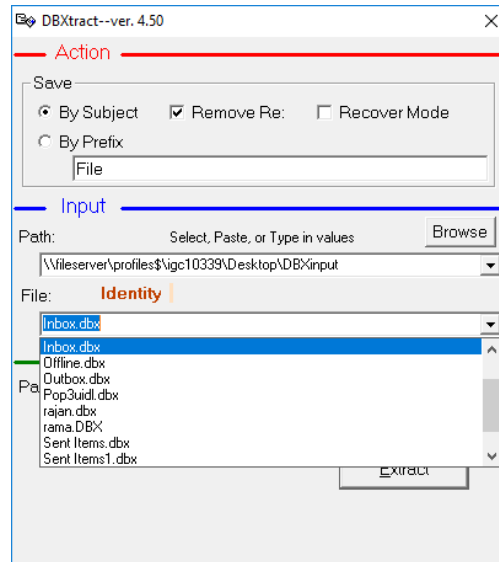 DBXtract--ver. 4.50
Action
Save
By Subject Remove Re: Recover Mode
By Prefix
File
Input
Path: Select, Paste, or Type in values Browse
\\fileserver\profiles$\igc10339\Desktop\DBXinput
File: Identity
Inbox.dbx
Inbox.dbx
Offline.dbx
Outbox.dbx
Pop3uidl.dbx
rajan.dbx
rama.DBX
Sent Items.dbx
Sent Items1.dbx
Pa
Extract